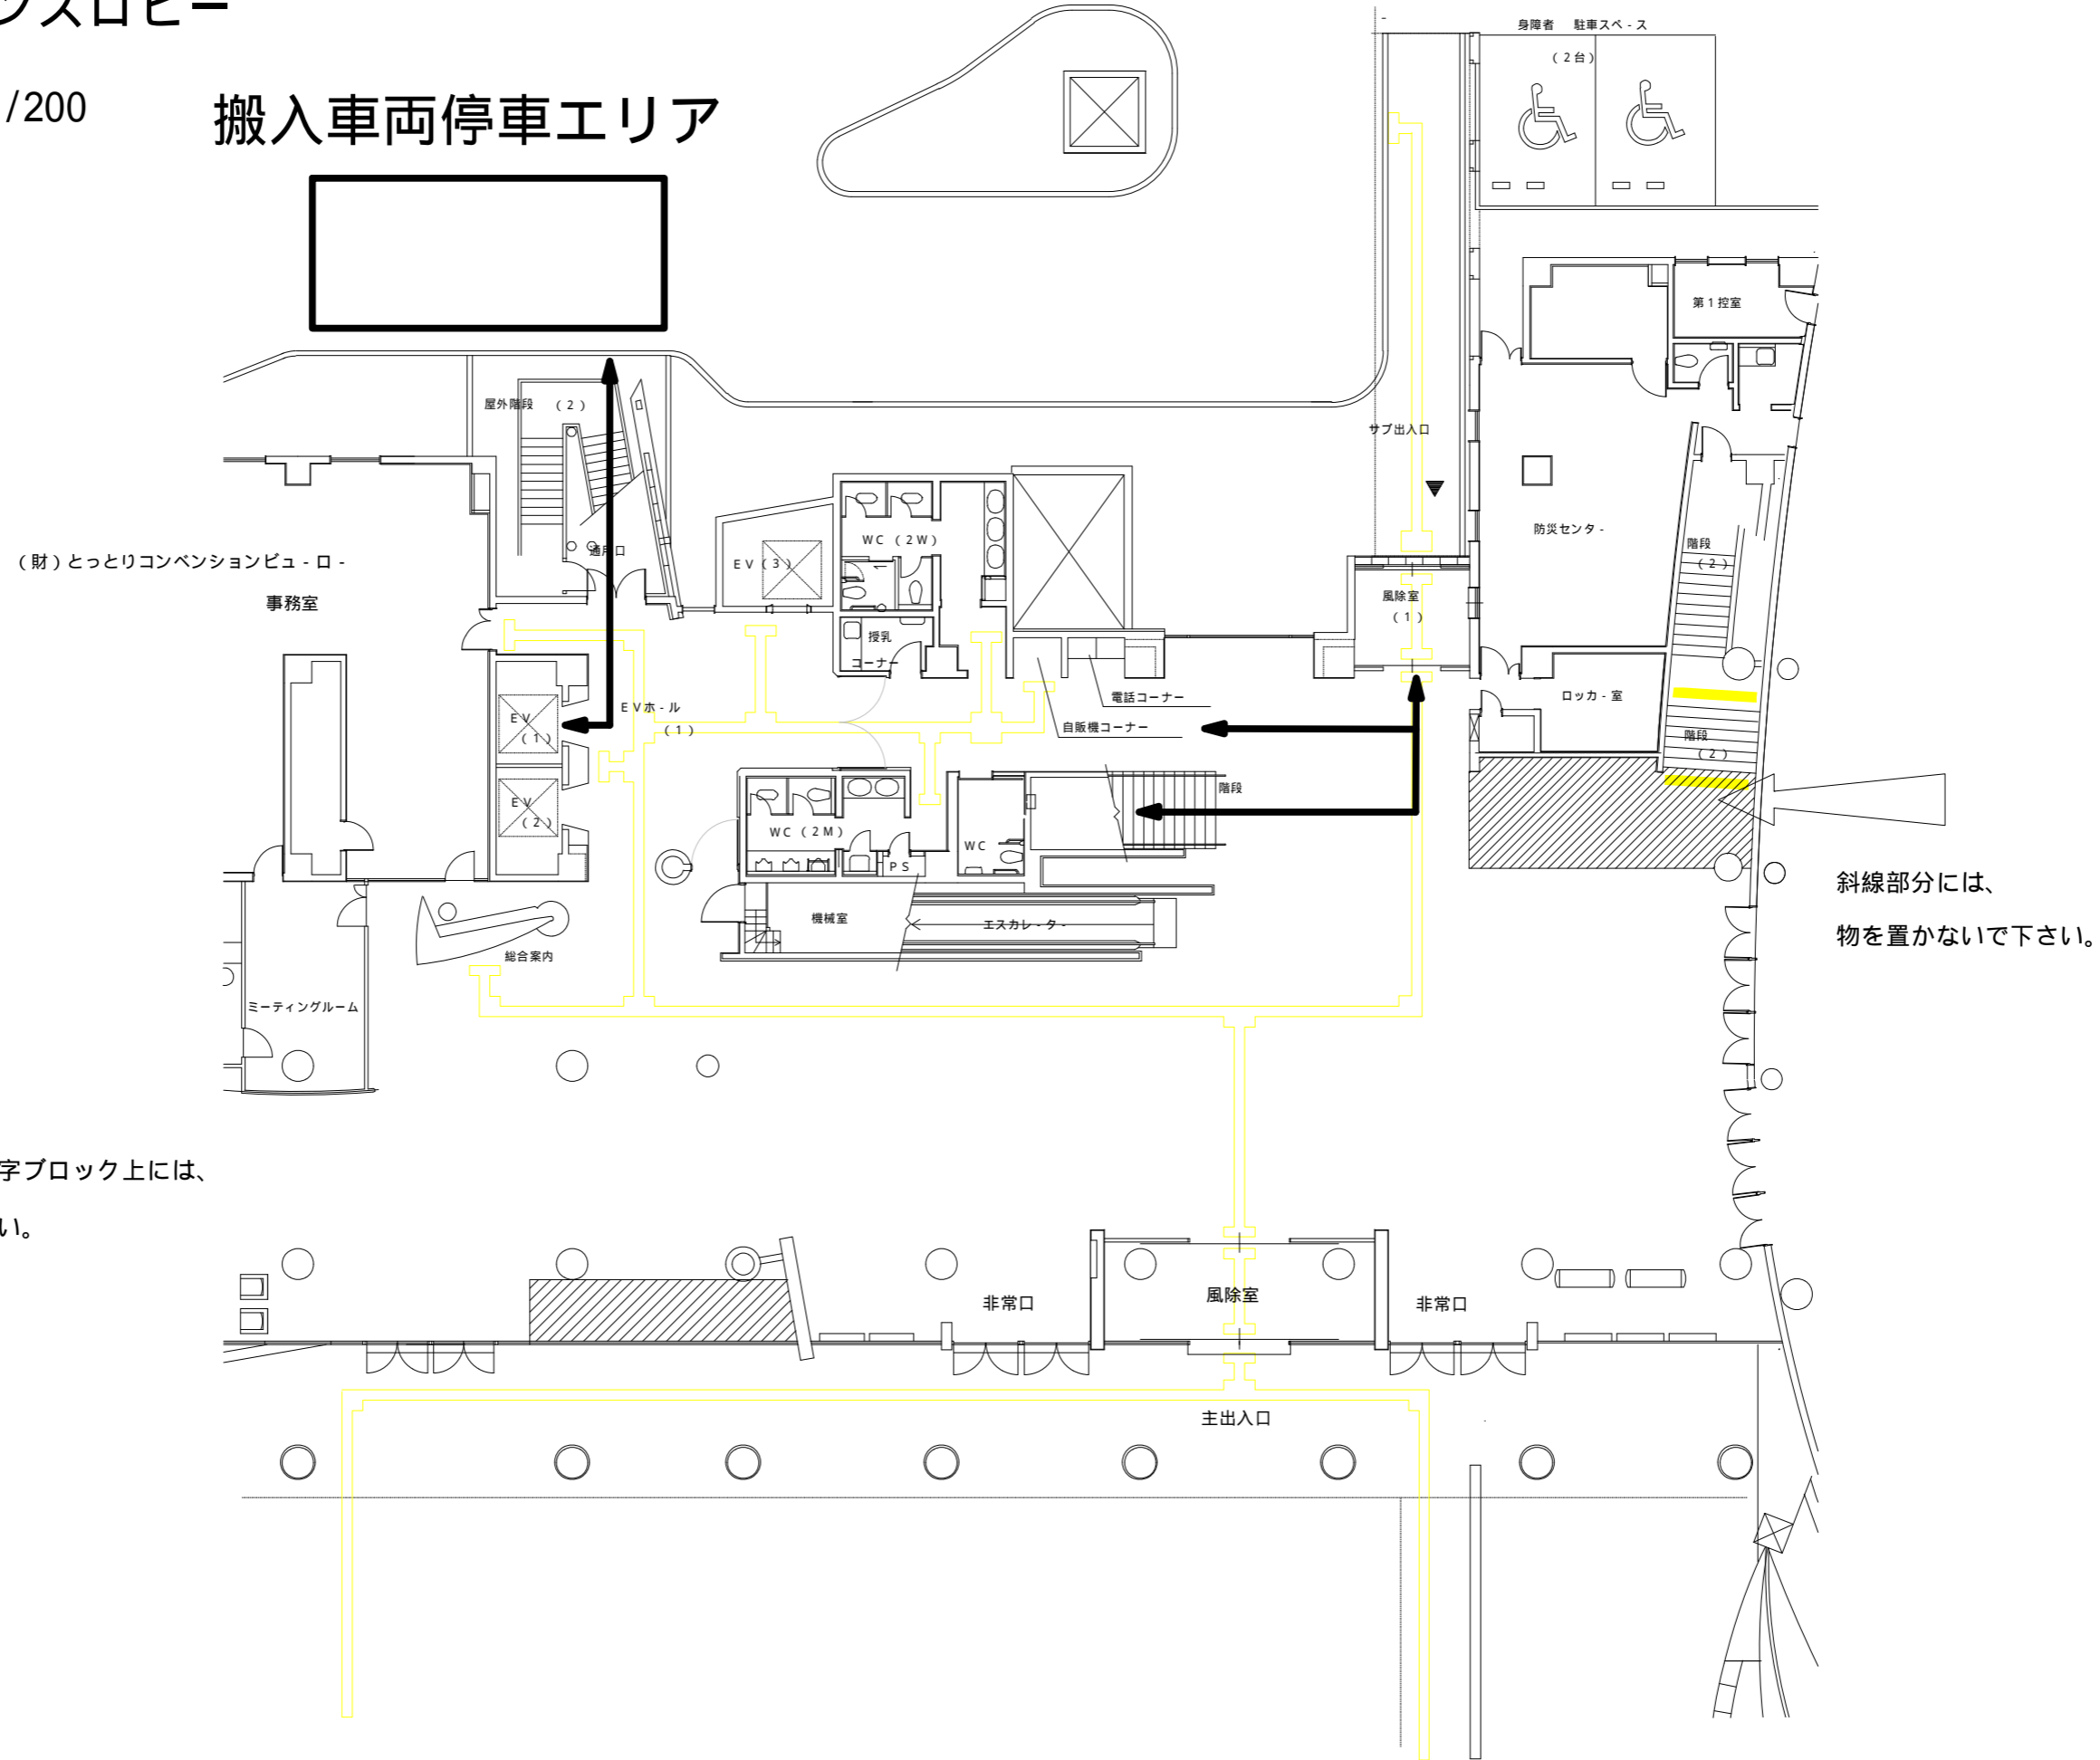 ンスロビー
/200
搬入車両停車エリア
身障者 駐車スペ-ス
(2台)
第1控室
屋外階段 (2)
サブ出入口
防災センタ-
階段
(2)
(財)とっとりコンベンションビュ-ロ-
事務室
通用口
EV(3)
WC(2W)
授乳
コーナー
風除室
(1)
電話コーナー
自販機コーナー
ロッカ-室
EVホ-ル
(1)
EV
(1)
EV
(2)
階段
(2)
階段
WC(2M)
PS
WC
機械室
エスカレ-タ-
総合案内
ミーティングルーム
斜線部分には、
物を置かないで下さい。
字ブロック上には、
い。
非常口
風除室
非常口
主出入口